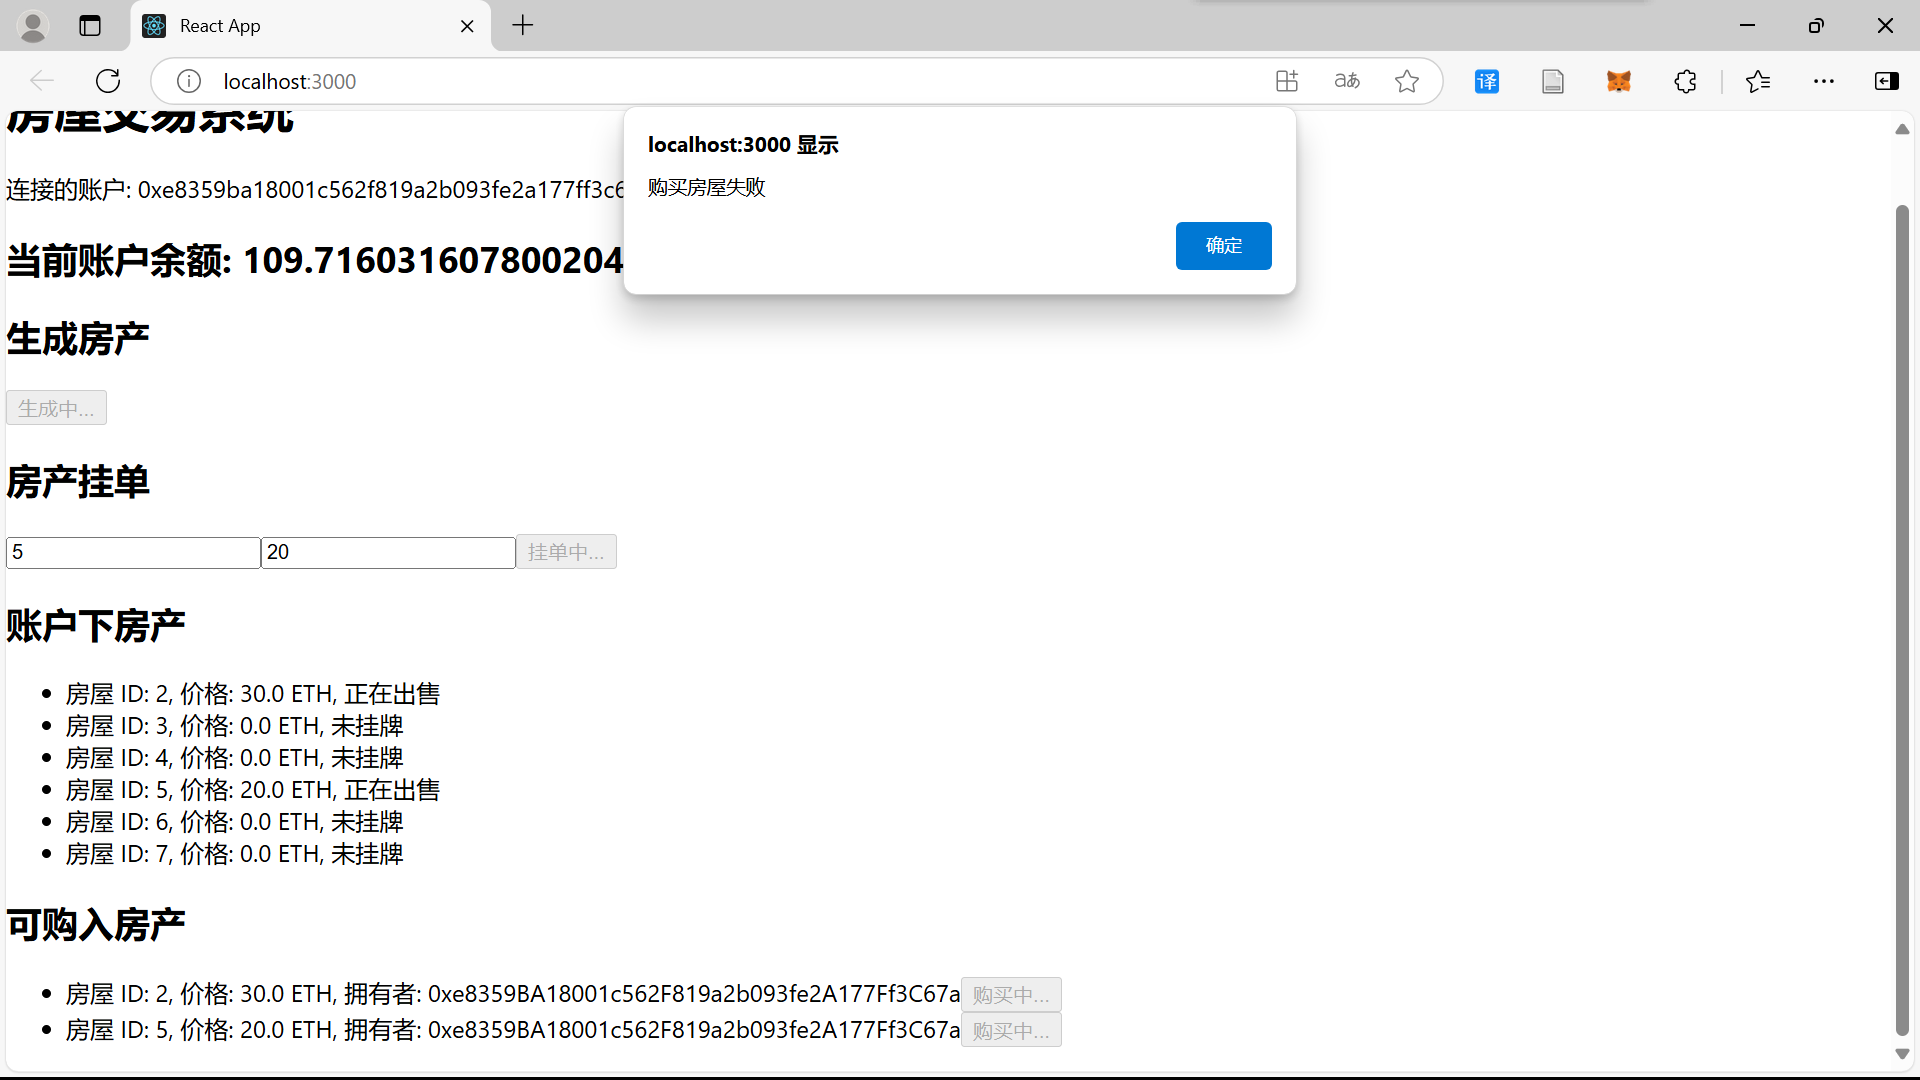 React App
localhost:3000
房屋交易系统
localhost:3000 显示
购买房屋失败
确定
连接的账户: 0xe8359ba18001c562f819a2b093fe2a177ff3c6
当前账户余额: 109.716031607800204
生成房产
生成中...
房产挂单
5
20
挂单中...
账户下房产
房屋 ID: 2, 价格: 30.0 ETH, 正在出售
房屋 ID: 3, 价格: 0.0 ETH, 未挂牌
房屋 ID: 4, 价格: 0.0 ETH, 未挂牌
房屋 ID: 5, 价格: 20.0 ETH, 正在出售
房屋 ID: 6, 价格: 0.0 ETH, 未挂牌
房屋 ID: 7, 价格: 0.0 ETH, 未挂牌
可购入房产
房屋 ID: 2, 价格: 30.0 ETH, 拥有者: 0xe8359BA18001c562F819a2b093fe2A177Ff3C67a 购买中...
房屋 ID: 5, 价格: 20.0 ETH, 拥有者: 0xe8359BA18001c562F819a2b093fe2A177Ff3C67a 购买中...